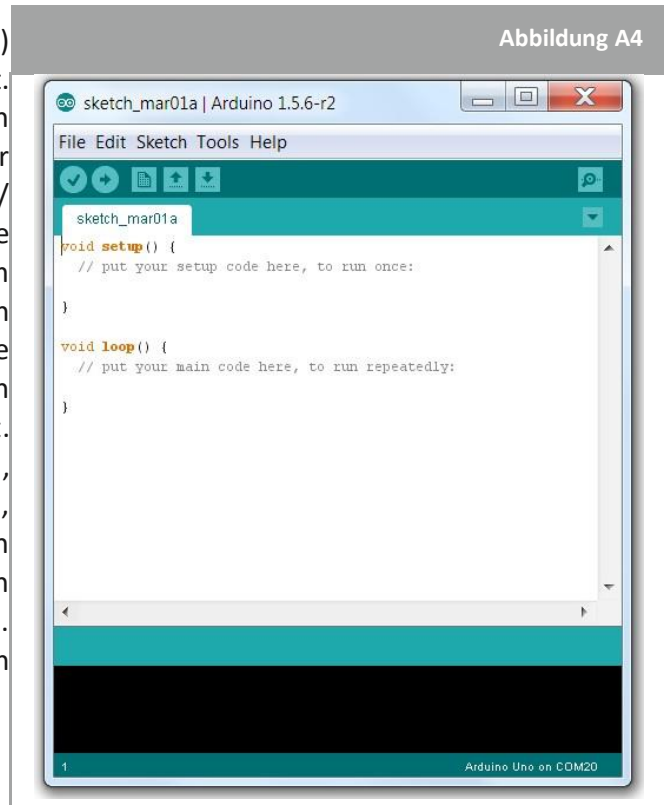 Abbildung A4
sketch_mar01a | Arduino 1.5.6-r2
File Edit Sketch Tools Help
sketch_mar01a
void setup() {
// put your setup code here, to run once:
}
void loop() {
// put your main code here, to run repeatedly:
}
1
Arduino Uno on COM20